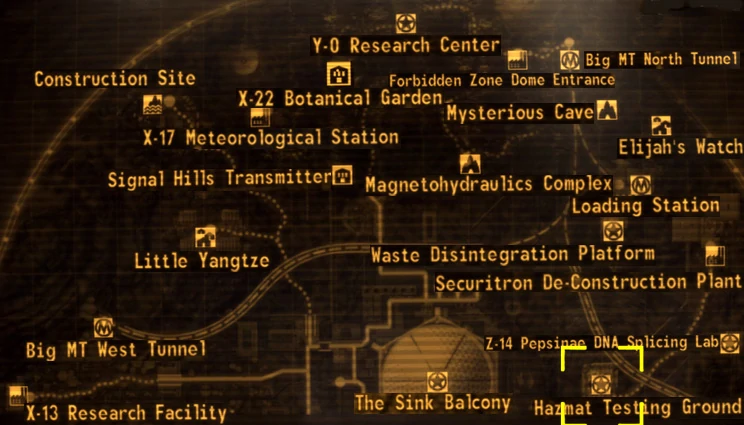 Y-0 Research Center
Big MT North Tunnel
Construction Site
Forbidden Zone Dome Entrance
X-22 Botanical Garden
Mysterious Cave
X-17 Meteorological Station
Elijah's Watch
Signal Hills Transmitter
Magnetohydraulics Complex
Loading Station
Little Yangtze
Waste Disintegration Platform
Securitron De-Construction Plant
Big MT West Tunnel
Z-14 Pepsinae DNA Splicing Lab
The Sink Balcony
Hazmat Testing Ground
X-13 Research Facility